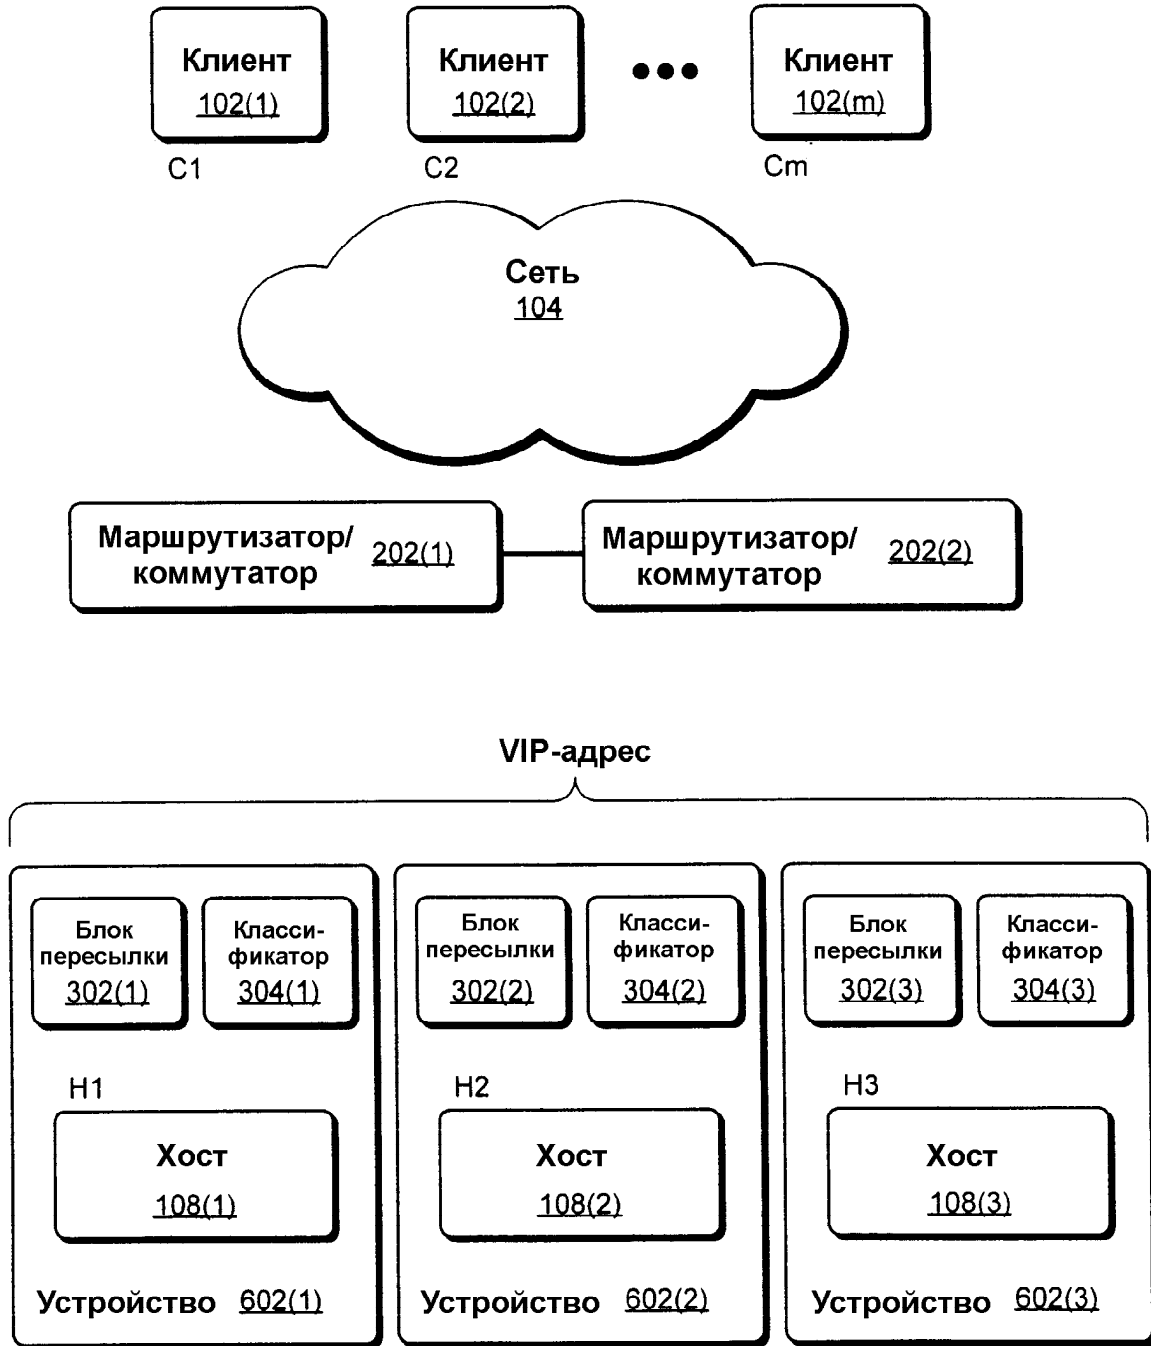 Клиент
102(1)
C1
Клиент
102(2)
C2
Клиент
102(m)
Cm
Сеть
104
Маршрутизатор/
коммутатор
202(1)
Маршрутизатор/
коммутатор
202(2)
VIP-адрес
Блок
пересылки
302(1)
Класси-
фикатор
304(1)
H1
Хост
108(1)
Устройство 602(1)
Блок
пересылки
302(2)
Класси-
фикатор
304(2)
H2
Хост
108(2)
Устройство 602(2)
Блок
пересылки
302(3)
Класси-
фикатор
304(3)
H3
Хост
108(3)
Устройство 602(3)